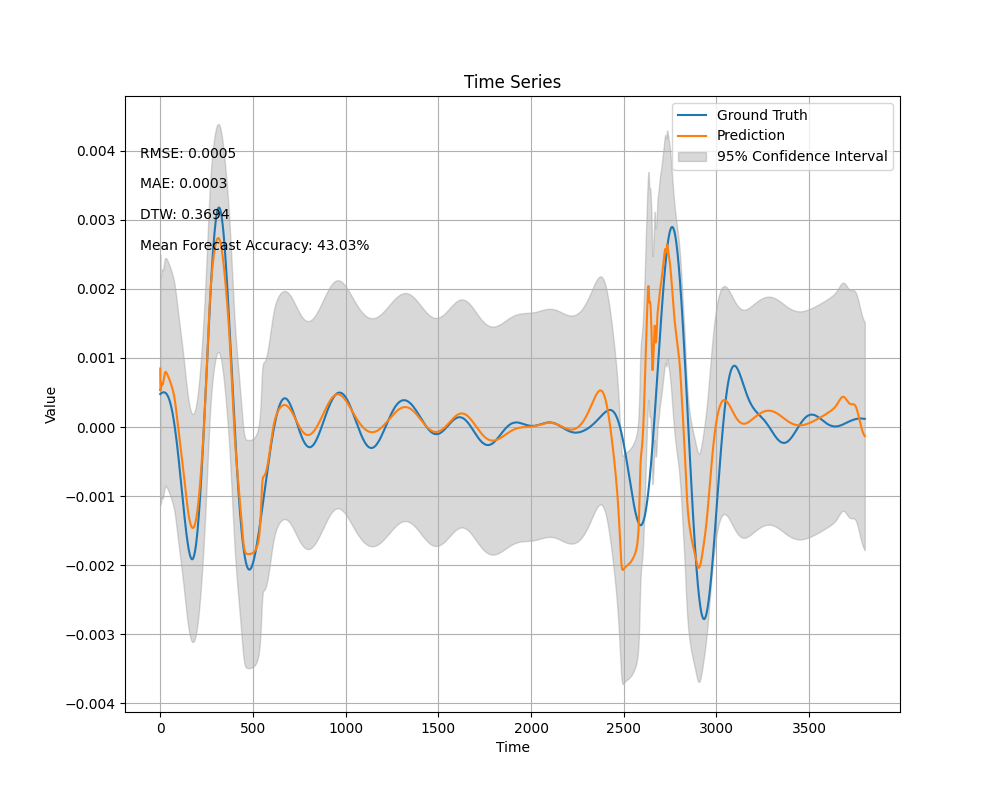 Time Series
Ground Truth
Prediction
95% Confidence Interval
RMSE: 0.0005
MAE: 0.0003
DTW: 0.3694
Mean Forecast Accuracy: 43.03%
Value
0.004
0.003
0.002
0.001
0.000
−0.001
−0.002
−0.003
−0.004
0 500 1000 1500 2000 2500 3000 3500
Time